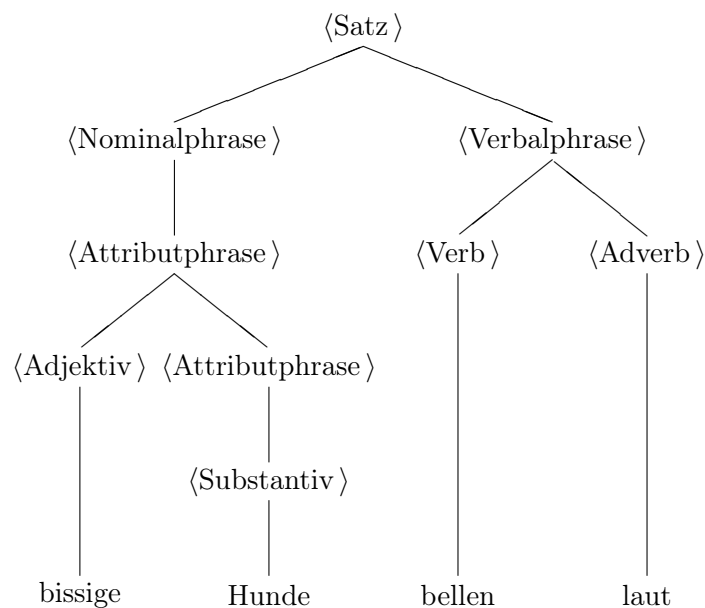 ⟨Satz⟩
⟨Nominalphrase⟩ ⟨Verbalphrase⟩
⟨Attributphrase⟩ ⟨Verb⟩ ⟨Adverb⟩
⟨Adjektiv⟩ ⟨Attributphrase⟩
⟨Substantiv⟩
bissige Hunde bellen laut